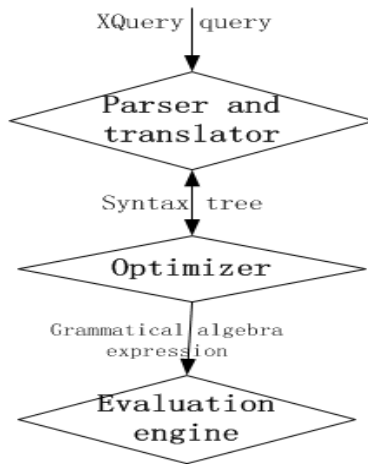 XQuery query
Parser and
translator
Syntax tree
Optimizer
Grammatical algebra
expression
Evaluation
engine